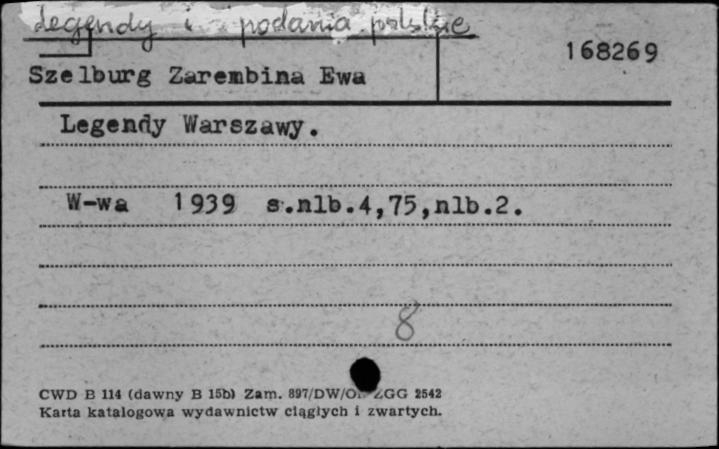 Legendy i podania polskie
168269
Szelburg Zarembina Ewa
Legendy Warszawy.
W-wa 1939 s.nlb.4,75,nlb.2.
8
CWD B 114 (dawny B 15b) Zam. 897/DW/ ZGG 2542
Karta katalogowa wydawnictw ciągłych i zwartych.